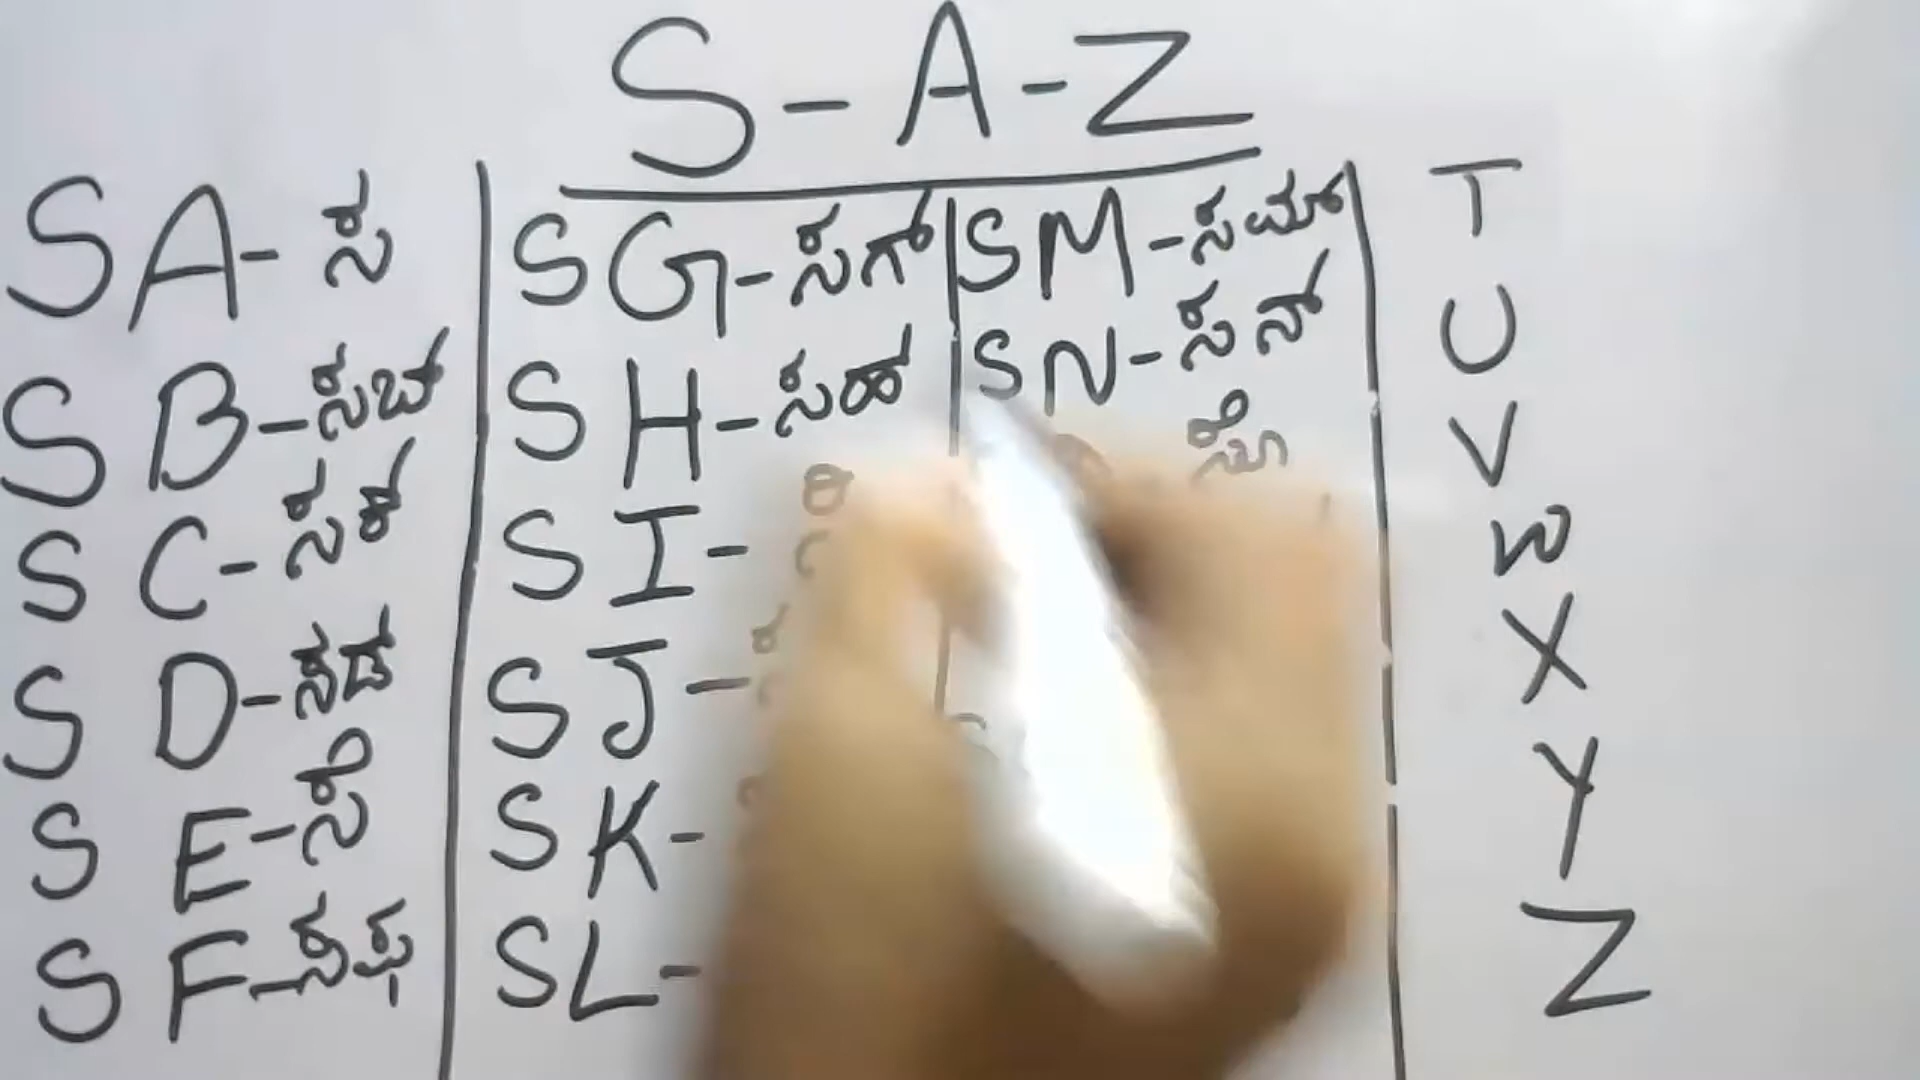 S-A-Z
SA-ಸ
SB-ಸಬ್
SC-ಸಕ್
SD-ಸಡ್
SE-ಸೆ
SF-ಸಫ್
SG-ಸಗ್
SH-ಸಹ್
SI-
SJ-
SK-
SL-
SM-ಸಮ್
SN-ಸನ್
T
U
V
W
X
Y
Z